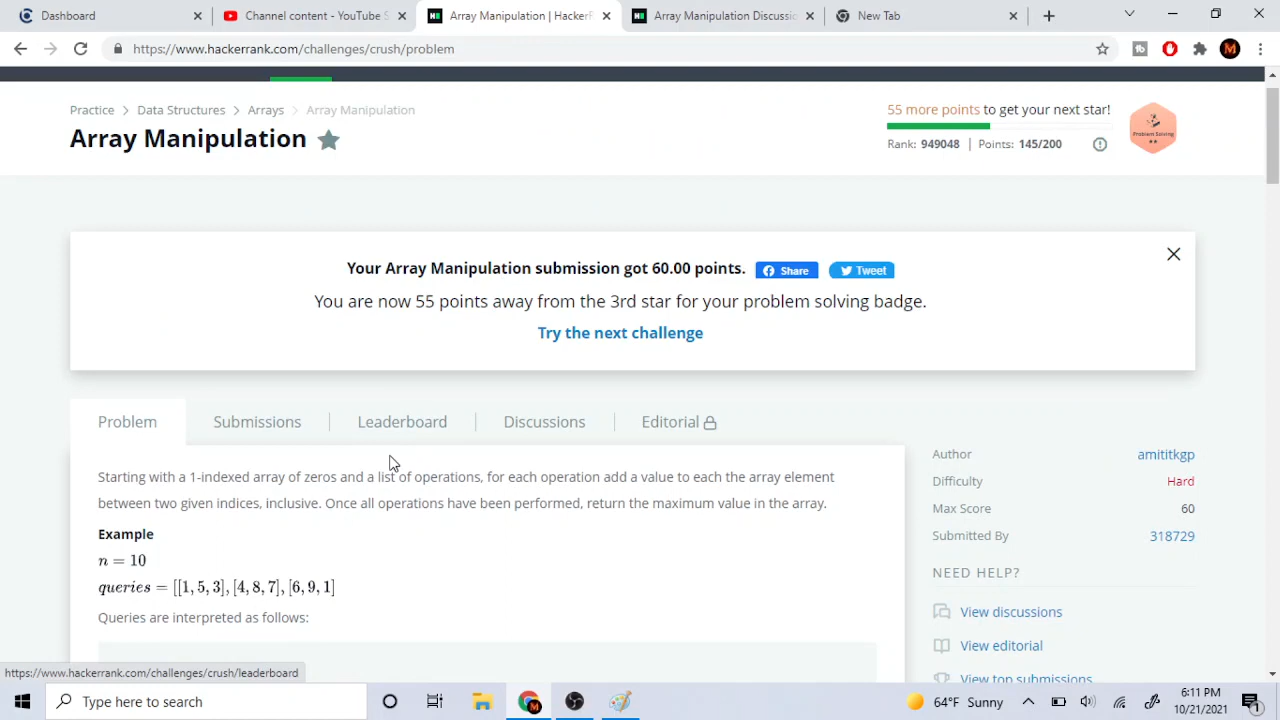 Dashboard
Channel content - YouTube S
Array Manipulation | HackerR
Array Manipulation Discussio
New Tab
https://www.hackerrank.com/challenges/crush/problem
Practice > Data Structures > Arrays > Array Manipulation
Array Manipulation
55 more points to get your next star!
Rank: 949048 | Points: 145/200
Problem Solving
Your Array Manipulation submission got 60.00 points.
Share
Tweet
You are now 55 points away from the 3rd star for your problem solving badge.
Try the next challenge
Problem
Submissions
Leaderboard
Discussions
Editorial
Starting with a 1-indexed array of zeros and a list of operations, for each operation add a value to each the array element
between two given indices, inclusive. Once all operations have been performed, return the maximum value in the array.
Example
n = 10
queries = [[1, 5, 3], [4, 8, 7], [6, 9, 1]
Queries are interpreted as follows:
Author amititkgp
Difficulty Hard
Max Score 60
Submitted By 318729
NEED HELP?
View discussions
View editorial
View top submissions
https://www.hackerrank.com/challenges/crush/leaderboard
Type here to search
64°F Sunny
6:11 PM
10/21/2021